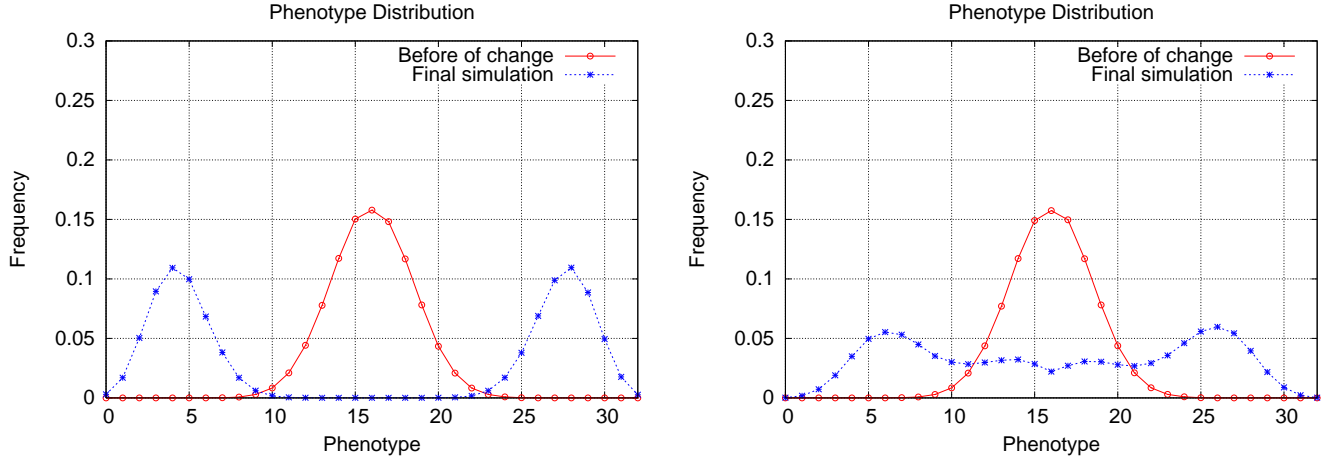 Phenotype Distribution
0.3
0.25
0.2
0.15
0.1
0.05
0
Frequency
Before of change
Final simulation
0 5 10 15 20 25 30
Phenotype
Phenotype Distribution
0.3
0.25
0.2
0.15
0.1
0.05
0
Frequency
Before of change
Final simulation
0 5 10 15 20 25 30
Phenotype